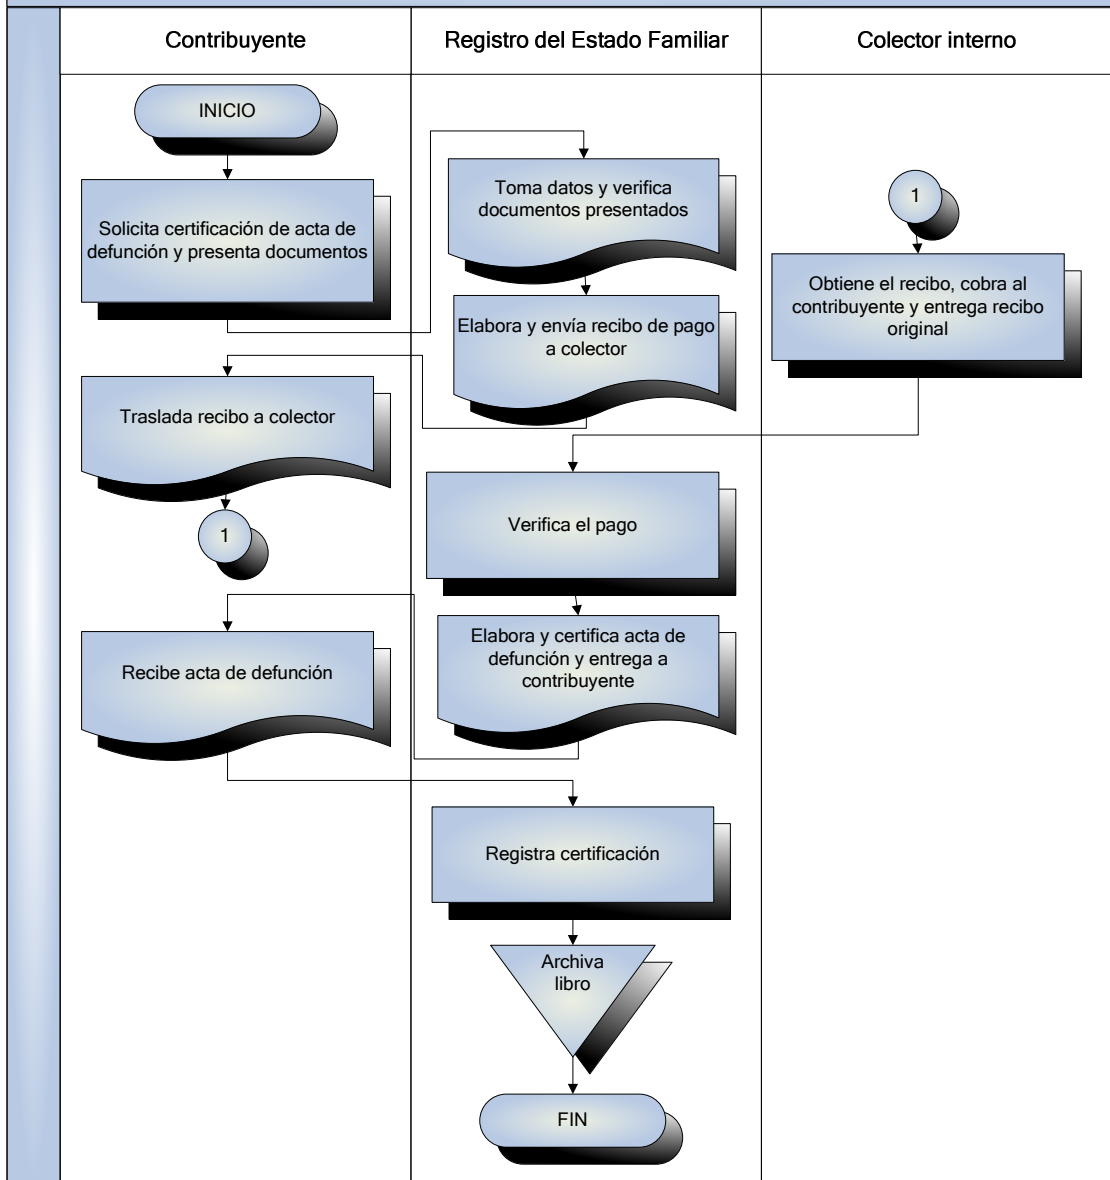 Contribuyente
Registro del Estado Familiar
Colector interno
INICIO
Solicita certificación de acta de
defunción y presenta documentos
Toma datos y verifica
documentos presentados
1
Obtiene el recibo, cobra al
contribuyente y entrega recibo
original
Elabora y envía recibo de pago
a colector
Traslada recibo a colector
1
Verifica el pago
Elabora y certifica acta de
defunción y entrega a
contribuyente
Recibe acta de defunción
Registra certificación
Archiva
libro
FIN